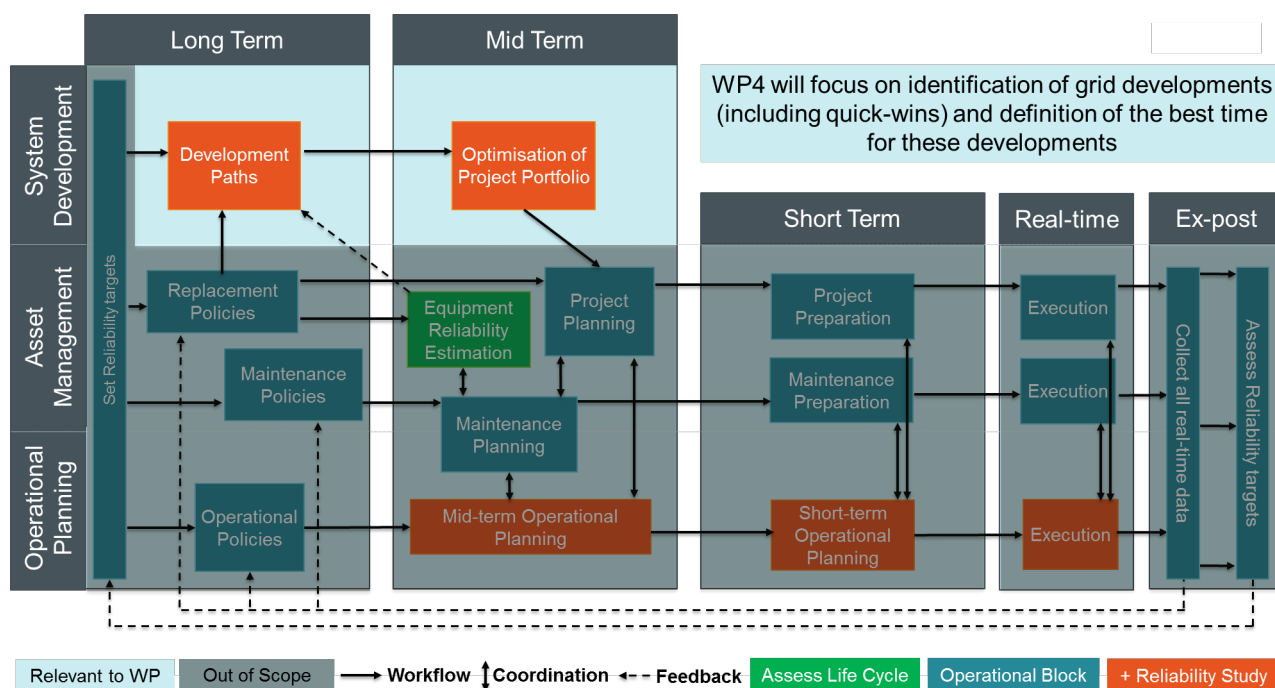 Long Term
Mid Term
WP4 will focus on identification of grid developments
(including quick-wins) and definition of the best time
for these developments
System
Development
Development
Paths
Optimisation of
Project Portfolio
Short Term
Real-time
Ex-post
Asset
Management
Set Reliability targets
Replacement
Policies
Equipment
Reliability
Estimation
Project
Planning
Project
Preparation
Execution
Maintenance
Policies
Maintenance
Planning
Maintenance
Preparation
Execution
Collect all real-time data
Assess Reliability targets
Operational
Planning
Operational
Policies
Mid-term Operational
Planning
Short-term
Operational
Planning
Execution
Relevant to WP
Out of Scope
Workflow
Coordination
Feedback
Assess Life Cycle
Operational Block
+ Reliability Study